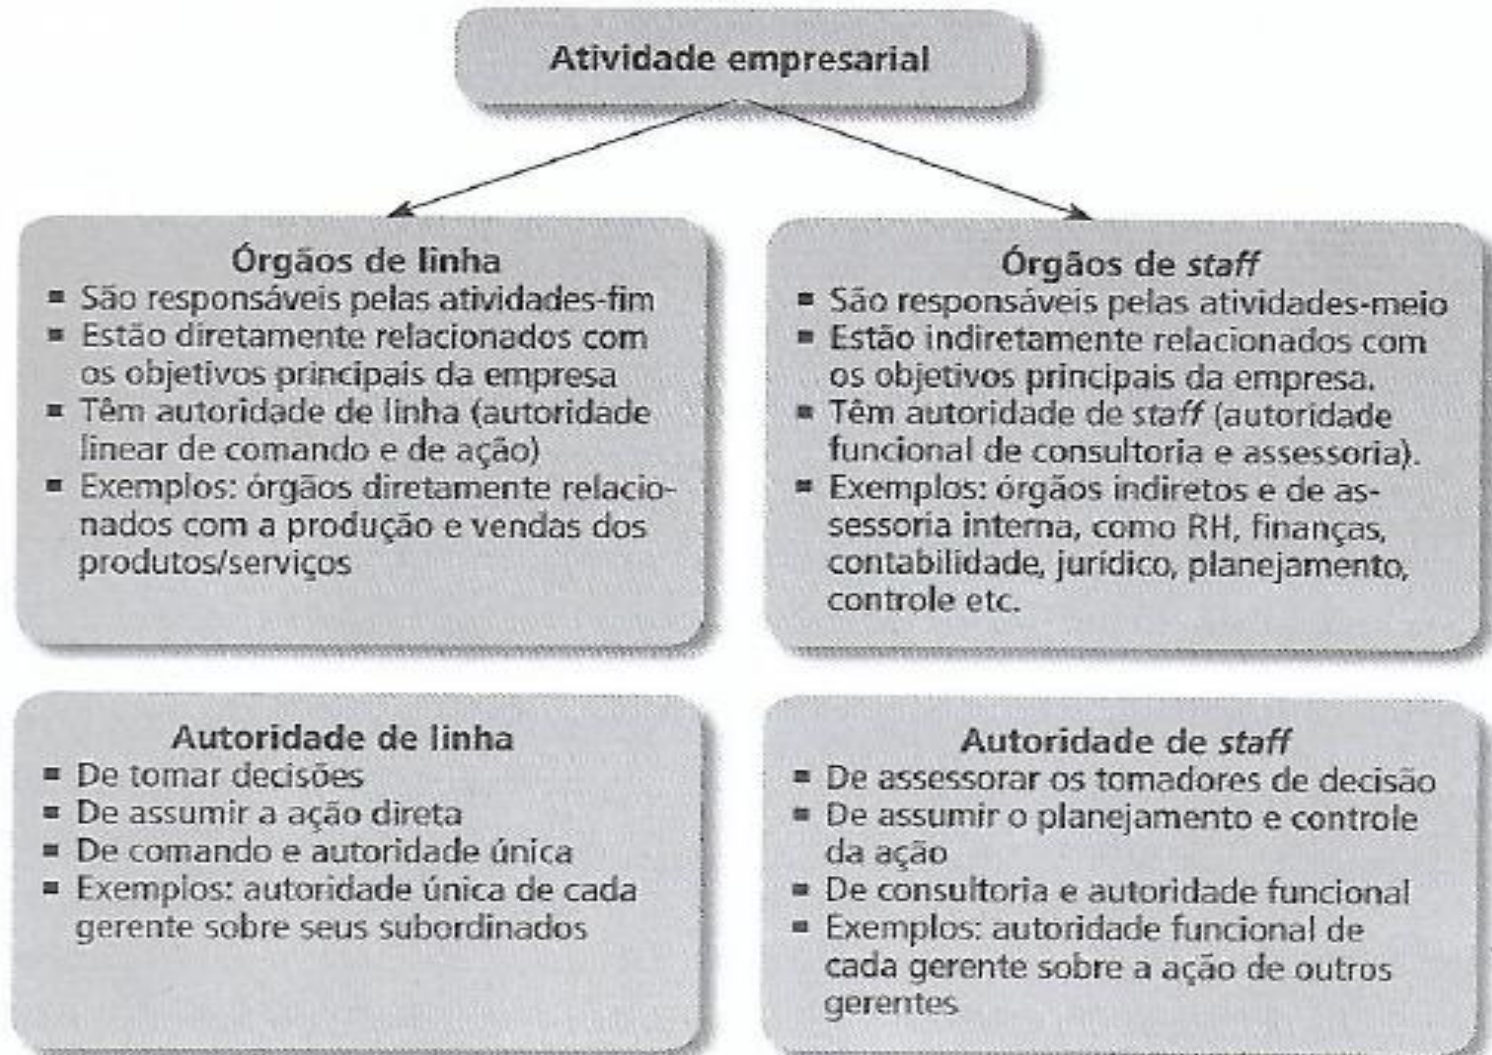 Atividade empresarial
Órgãos de linha
▪ São responsáveis pelas atividades-fim
▪ Estão diretamente relacionados com
os objetivos principais da empresa
▪ Têm autoridade de linha (autoridade
linear de comando e de ação)
▪ Exemplos: órgãos diretamente relacio-
nados com a produção e vendas dos
produtos/serviços
Órgãos de staff
▪ São responsáveis pelas atividades-meio
▪ Estão indiretamente relacionados com
os objetivos principais da empresa.
▪ Têm autoridade de staff (autoridade
funcional de consultoria e assessoria).
▪ Exemplos: órgãos indiretos e de as-
sessoria interna, como RH, finanças,
contabilidade, jurídico, planejamento,
controle etc.
Autoridade de linha
▪ De tomar decisões
▪ De assumir a ação direta
▪ De comando e autoridade única
▪ Exemplos: autoridade única de cada
gerente sobre seus subordinados
Autoridade de staff
▪ De assessorar os tomadores de decisão
▪ De assumir o planejamento e controle
da ação
▪ De consultoria e autoridade funcional
▪ Exemplos: autoridade funcional de
cada gerente sobre a ação de outros
gerentes